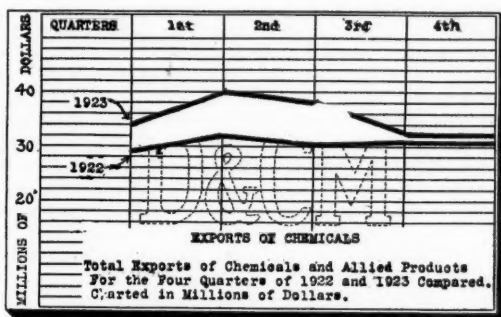 QUARTERS 1st 2nd 3rd 4th
MILLIONS OF DOLLARS
40
30
20
1923
1922
D&CM
EXPORTS OF CHEMICALS
Total Exports of Chemicals and Allied Products
For the Four Quarters of 1922 and 1923 Compared.
Charted in Millions of Dollars.